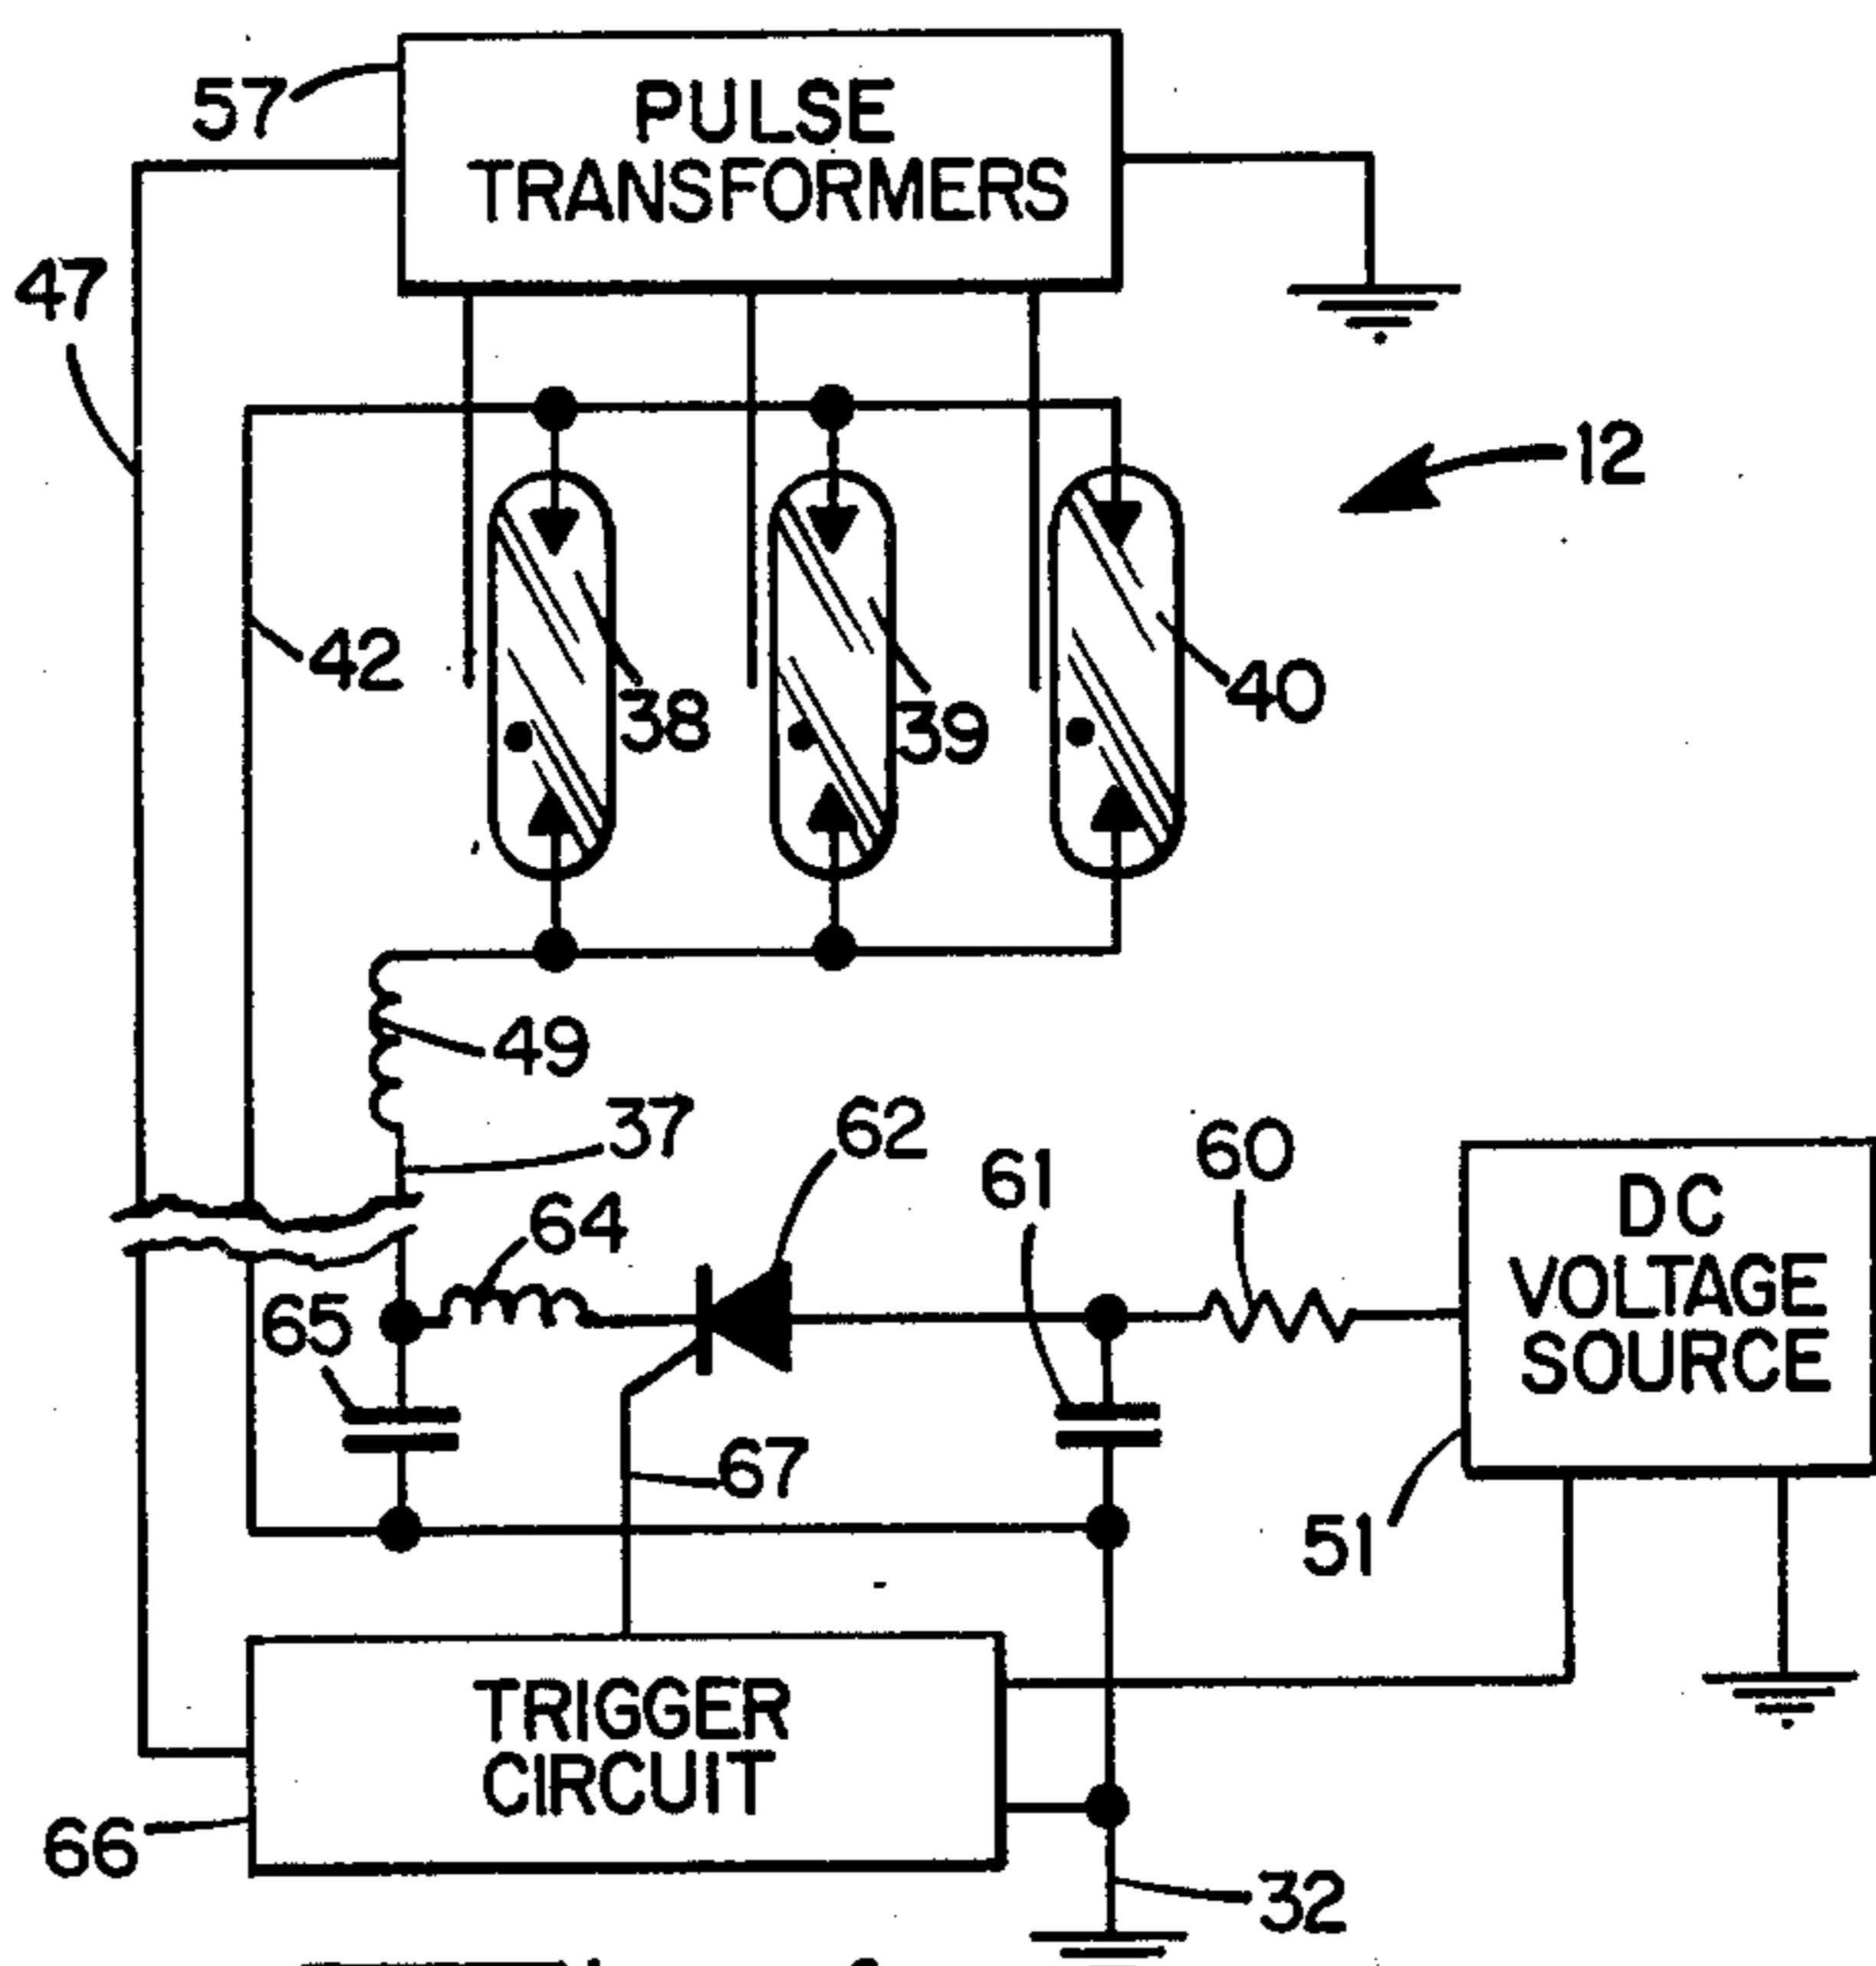 57
PULSE
TRANSFORMERS
47
12
42
38
39
40
49
37
62
61
60
64
65
DC
VOLTAGE
SOURCE
67
51
TRIGGER
CIRCUIT
66
32